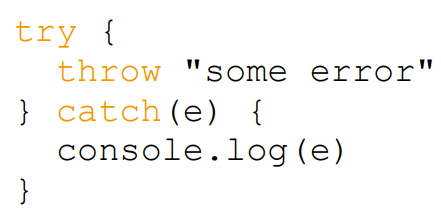 try {
  throw "some error"
} catch(e) {
  console.log(e)
}